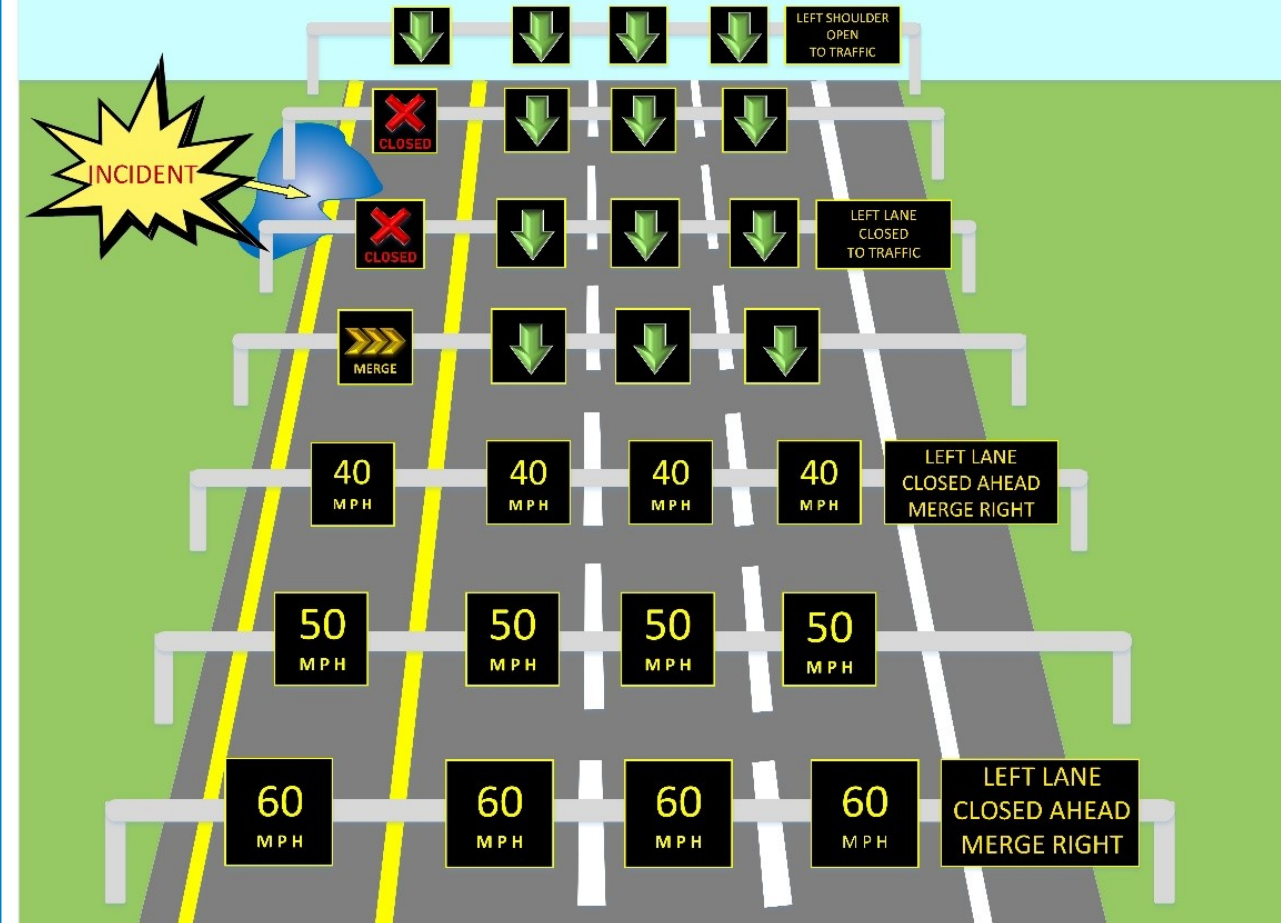 LEFT SHOULDER
OPEN
TO TRAFFIC
INCIDENT
CLOSED
CLOSED
LEFT LANE
CLOSED
TO TRAFFIC
MERGE
40 40 40 40
MPH MPH MPH MPH
LEFT LANE
CLOSED AHEAD
MERGE RIGHT
50 50 50 50
MPH MPH MPH MPH
60 60 60 60
MPH MPH MPH MPH
LEFT LANE
CLOSED AHEAD
MERGE RIGHT